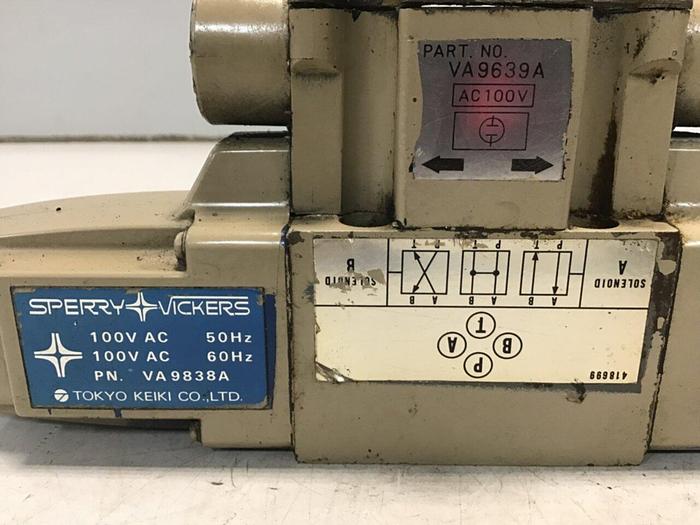 PART. NO.
VA9639A
AC100V
SPERRY VICKERS
100V AC 50Hz
100V AC 60Hz
PN. VA9838A
TOKYO KEIKI CO.,LTD.
418699
P
A B
T
SOLENOID
A
A B
P T
A B
P T
A B
P T
SOLENOID
B